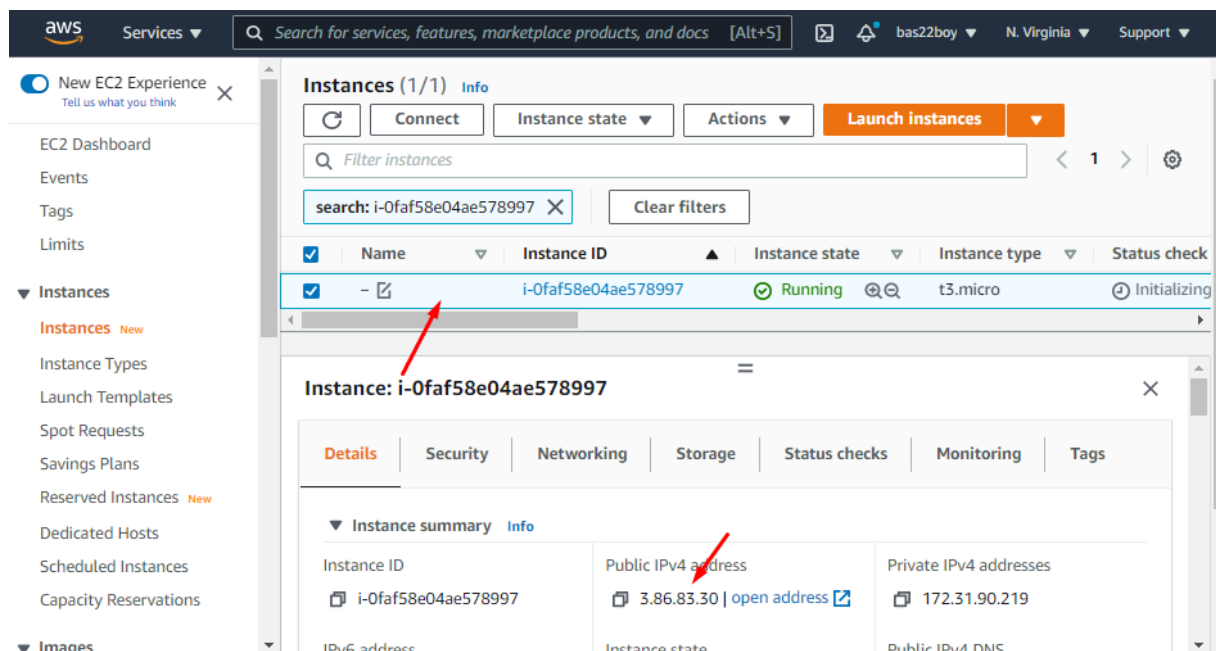 aws Services ▼ Search for services, features, marketplace products, and docs [Alt+S] bas22boy ▼ N. Virginia ▼ Support ▼
New EC2 Experience
Tell us what you think
EC2 Dashboard
Events
Tags
Limits
Instances
Instances New
Instance Types
Launch Templates
Spot Requests
Savings Plans
Reserved Instances New
Dedicated Hosts
Scheduled Instances
Capacity Reservations
Images
Instances (1/1) Info
Connect Instance state ▼ Actions ▼ Launch instances ▼
Filter instances 1
search: i-0faf58e04ae578997 Clear filters
Name Instance ID Instance state Instance type Status check
– i-0faf58e04ae578997 Running t3.micro Initializing
Instance: i-0faf58e04ae578997
Details Security Networking Storage Status checks Monitoring Tags
▼ Instance summary Info
Instance ID Public IPv4 address Private IPv4 addresses
i-0faf58e04ae578997 3.86.83.30 | open address 172.31.90.219
IPv6 address Instance state Public IPv4 DNS